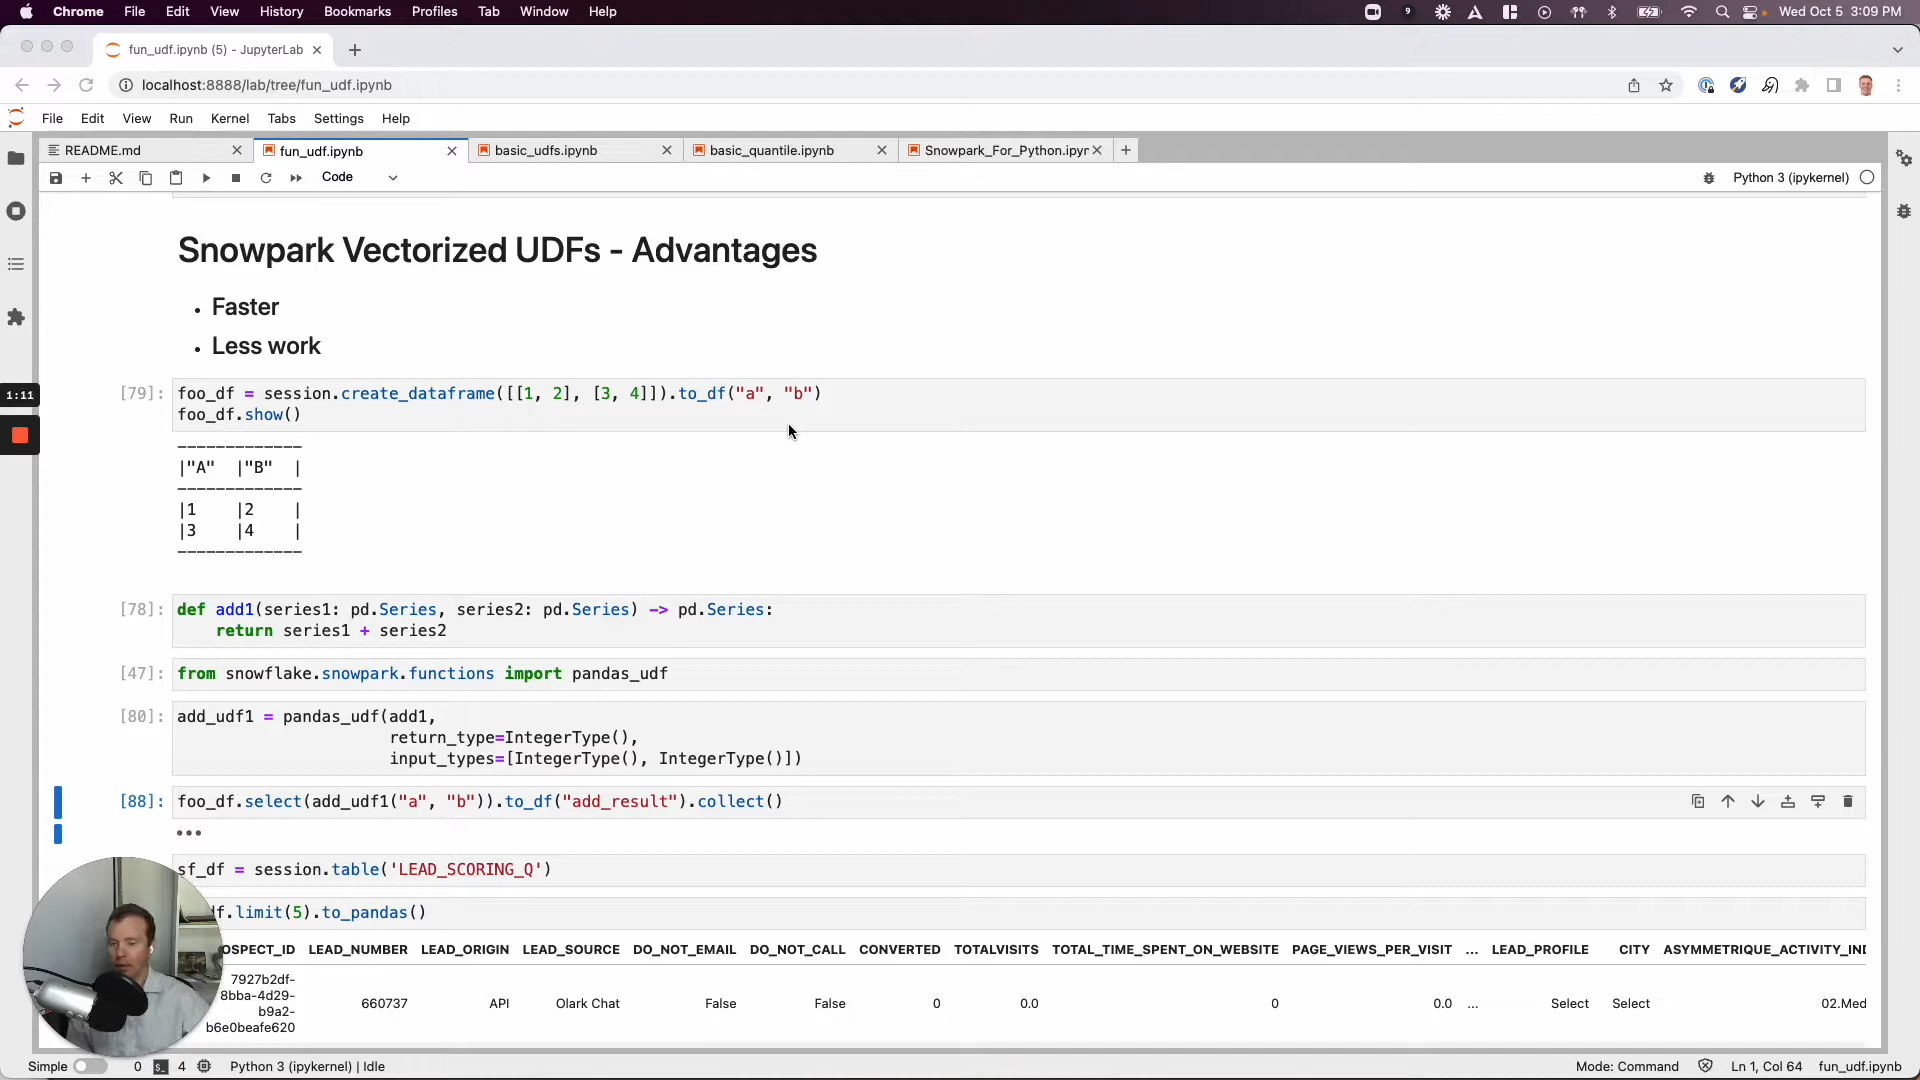 Chrome File Edit View History Bookmarks Profiles Tab Window Help 9 Wed Oct 5 3:09 PM
fun_udf.ipynb (5) - JupyterLab
localhost:8888/lab/tree/fun_udf.ipynb
File Edit View Run Kernel Tabs Settings Help
README.md fun_udf.ipynb basic_udfs.ipynb basic_quantile.ipynb Snowpark_For_Python.ipyr
Code Python 3 (ipykernel)
Snowpark Vectorized UDFs - Advantages
• Faster
• Less work
1:11
[79]: foo_df = session.create_dataframe([[1, 2], [3, 4]]).to_df("a", "b")
foo_df.show()
-------------
|"A" |"B" |
-------------
|1 |2 |
|3 |4 |
-------------
[78]: def add1(series1: pd.Series, series2: pd.Series) -> pd.Series:
return series1 + series2
[47]: from snowflake.snowpark.functions import pandas_udf
[80]: add_udf1 = pandas_udf(add1,
return_type=IntegerType(),
input_types=[IntegerType(), IntegerType()])
[88]: foo_df.select(add_udf1("a", "b")).to_df("add_result").collect()
•••
sf_df = session.table('LEAD_SCORING_Q')
df.limit(5).to_pandas()
OSPECT_ID LEAD_NUMBER LEAD_ORIGIN LEAD_SOURCE DO_NOT_EMAIL DO_NOT_CALL CONVERTED TOTALVISITS TOTAL_TIME_SPENT_ON_WEBSITE PAGE_VIEWS_PER_VISIT ... LEAD_PROFILE CITY ASYMMETRIQUE_ACTIVITY_IND
7927b2df-
8bba-4d29-
b9a2-
b6e0beafe620
660737 API Olark Chat False False 0 0.0 0 0.0 ... Select Select 02.Med
Simple 0 4 Python 3 (ipykernel) | Idle Mode: Command Ln 1, Col 64 fun_udf.ipynb